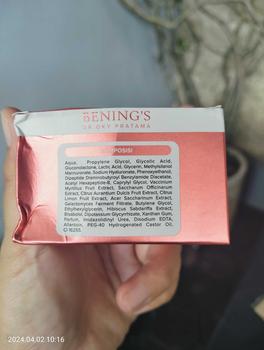 BENING'S
DR OKY PRATAMA
POSISI
Aqua, Propylene Glycol, Glycolic Acid,
Gluconolactone, Lactic Acid, Glycerin, Methylsilanol
Mannuronate, Sodium Hyaluronate, Phenoxyethanol,
Dipeptide Diaminobutyroyl Benzylamide Diacetate,
Acetyl Hexapeptide-8, Caprylyl Glycol, Vaccinium
Myrtillus Fruit Extract, Saccharum Officinarum
Extract, Citrus Aurantium Dulcis Fruit Extract, Citrus
Limon Fruit Extract, Acer Saccharinum Extract,
Galactomyces Ferment Filtrate, Butylene Glycol,
Ethylhexylglycerin, Hibiscus Sabdariffa Extract,
Bisabolol, Dipotassium Glycyrrhizate, Xanthan Gum,
Parfum, Imidazolidinyl Urea, Disodium EDTA,
Allantoin, PEG-40 Hydrogenated Castor Oil,
CI 16255.
2024.04.02 10:16